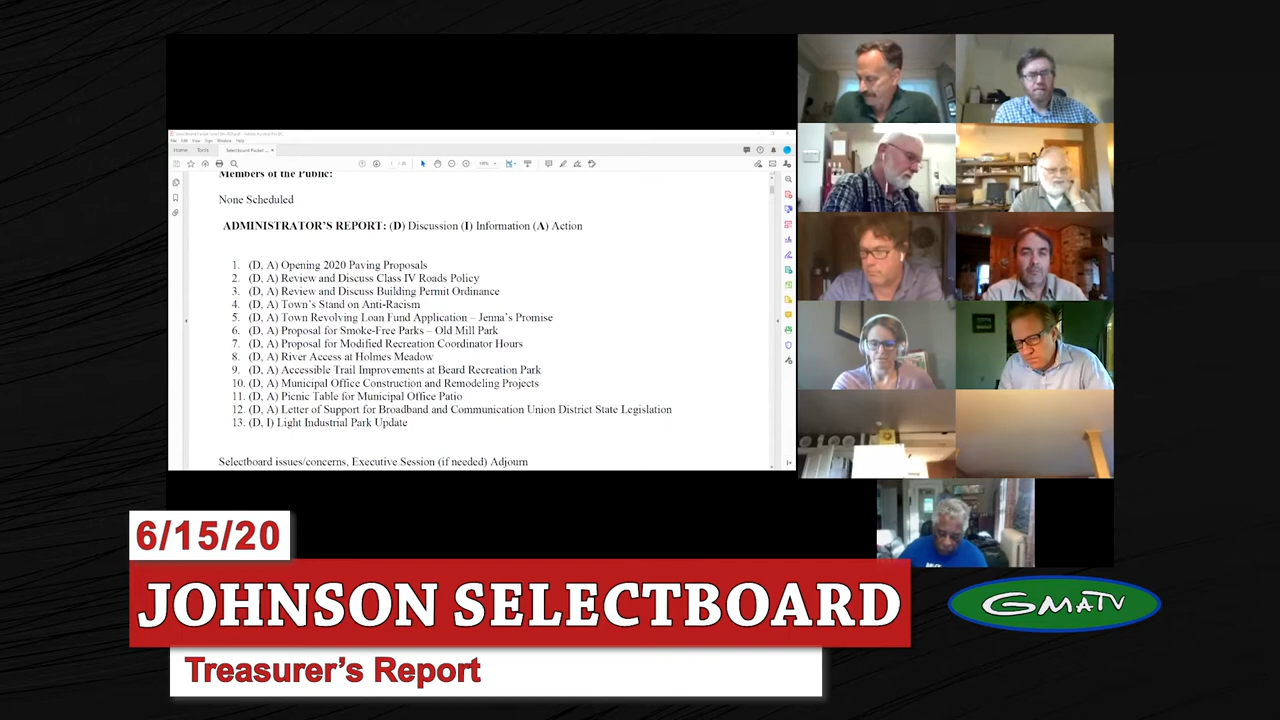 Home Tools Selectboard Packet ...
Members of the Public:
None Scheduled
ADMINISTRATOR'S REPORT: (D) Discussion (I) Information (A) Action
1. (D, A) Opening 2020 Paving Proposals
2. (D, A) Review and Discuss Class IV Roads Policy
3. (D, A) Review and Discuss Building Permit Ordinance
4. (D, A) Town's Stand on Anti-Racism
5. (D, A) Town Revolving Loan Fund Application – Jenna's Promise
6. (D, A) Proposal for Smoke-Free Parks – Old Mill Park
7. (D, A) Proposal for Modified Recreation Coordinator Hours
8. (D, A) River Access at Holmes Meadow
9. (D, A) Accessible Trail Improvements at Beard Recreation Park
10. (D, A) Municipal Office Construction and Remodeling Projects
11. (D, A) Picnic Table for Municipal Office Patio
12. (D, A) Letter of Support for Broadband and Communication Union District State Legislation
13. (D, I) Light Industrial Park Update
Selectboard issues/concerns, Executive Session (if needed) Adjourn
6/15/20
JOHNSON SELECTBOARD
GMATV
Treasurer's Report